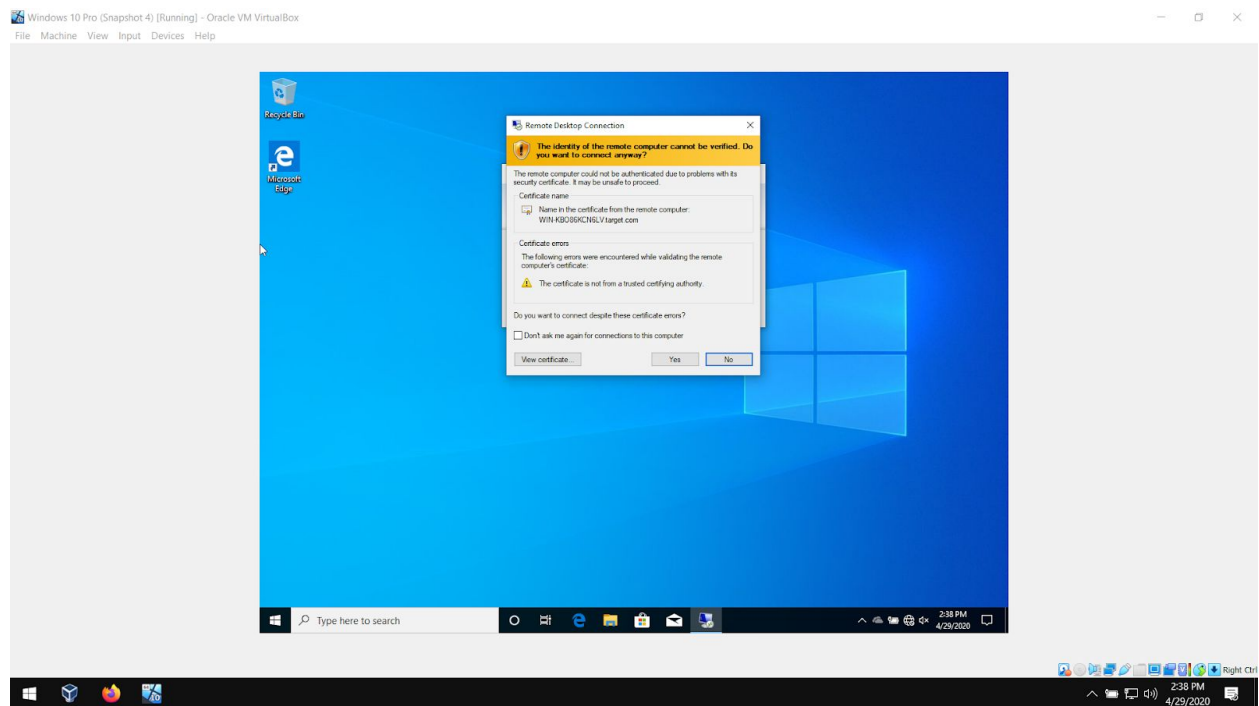 Windows 10 Pro (Snapshot 4) [Running] - Oracle VM VirtualBox
File Machine View Input Devices Help
Recycle Bin
Microsoft
Edge
Remote Desktop Connection
The identity of the remote computer cannot be verified. Do
you want to connect anyway?
The remote computer could not be authenticated due to problems with its
security certificate. It may be unsafe to proceed.
Certificate name
Name in the certificate from the remote computer:
WIN-KBO86KCN6LV.target.com
Certificate errors
The following errors were encountered while validating the remote
computer's certificate:
The certificate is not from a trusted certifying authority.
Do you want to connect despite these certificate errors?
Don't ask me again for connections to this computer
View certificate...
Yes
No
Type here to search
2:38 PM
4/29/2020
Right Ctrl
2:38 PM
4/29/2020